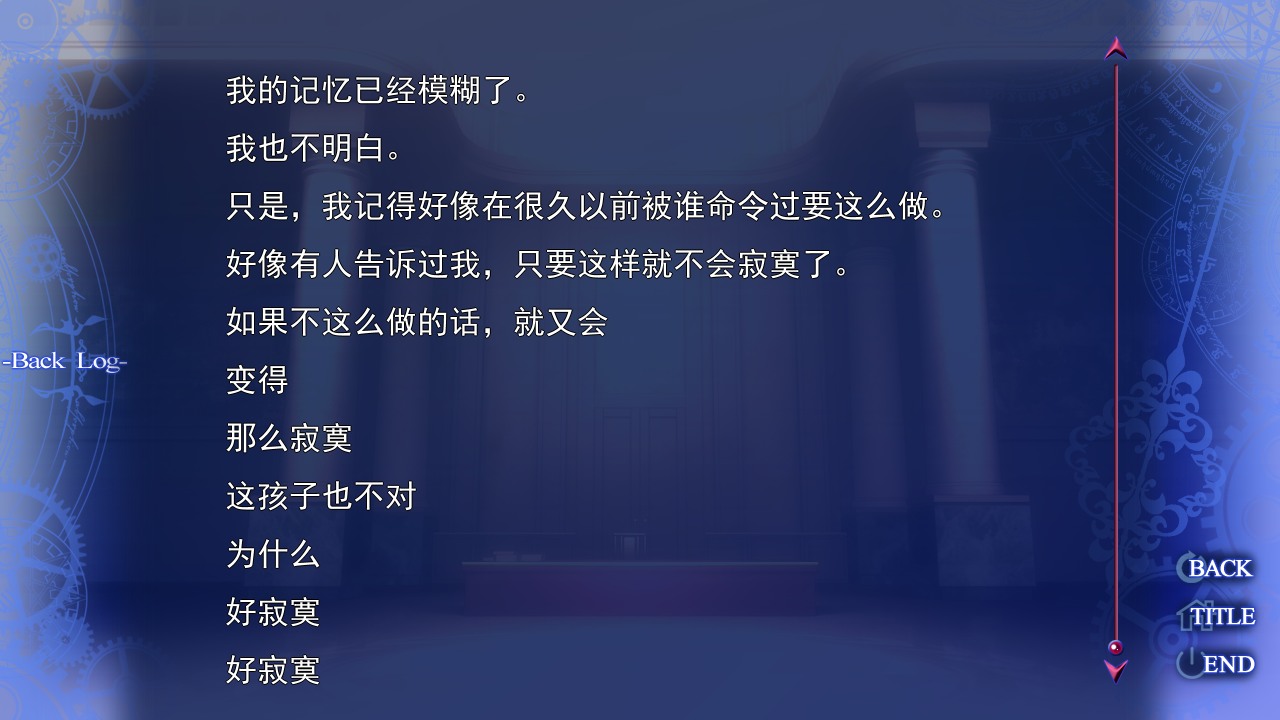 我的记忆已经模糊了。
我也不明白。
只是，我记得好像在很久以前被谁命令过要这么做。
好像有人告诉过我，只要这样就不会寂寞了。
如果不这么做的话，就又会
-Back Log-
变得
那么寂寞
这孩子也不对
为什么
BACK
好寂寞
TITLE
好寂寞
END